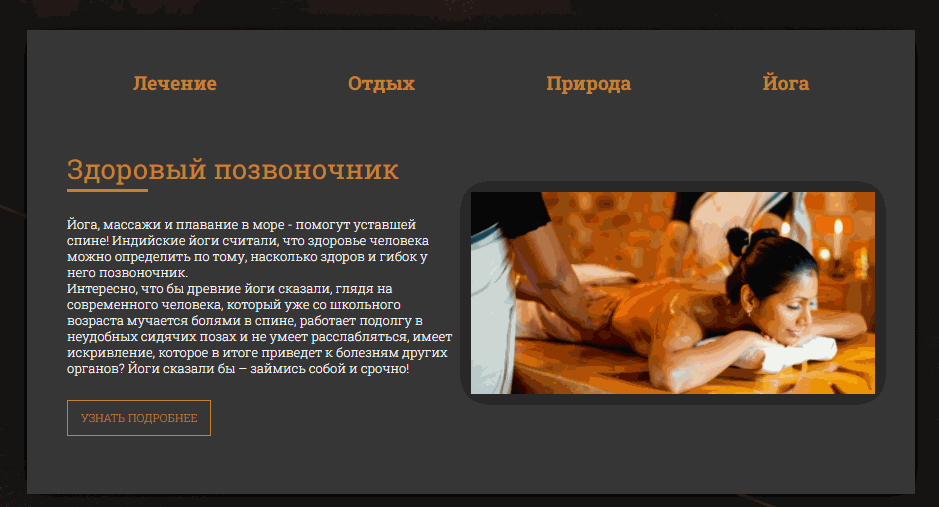 Лечение Отдых Природа Йога
Здоровый позвоночник
Йога, массажи и плавание в море - помогут уставшей
спине! Индийские йоги считали, что здоровье человека
можно определить по тому, насколько здоров и гибок у
него позвоночник.
Интересно, что бы древние йоги сказали, глядя на
современного человека, который уже со школьного
возраста мучается болями в спине, работает подолгу в
неудобных сидячих позах и не умеет расслабляться, имеет
искривление, которое в итоге приведет к болезням других
органов? Йоги сказали бы – займись собой и срочно!
УЗНАТЬ ПОДРОБНЕЕ